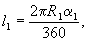 l₁ = 2πR₁α₁ / 360,